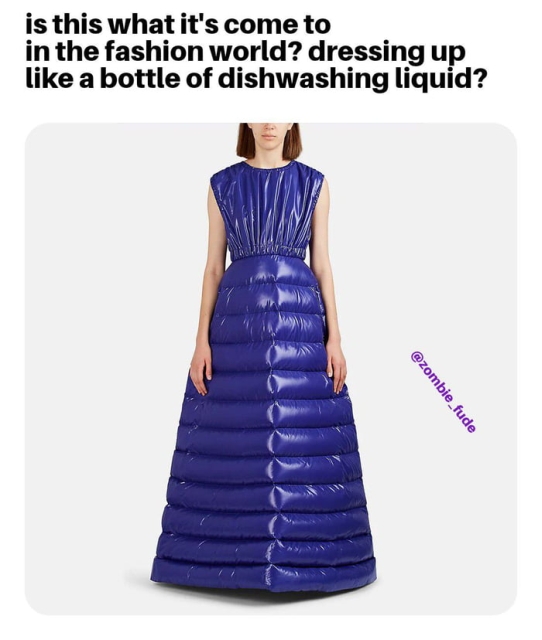 is this what it's come to
in the fashion world? dressing up
like a bottle of dishwashing liquid?
@zombie_fude